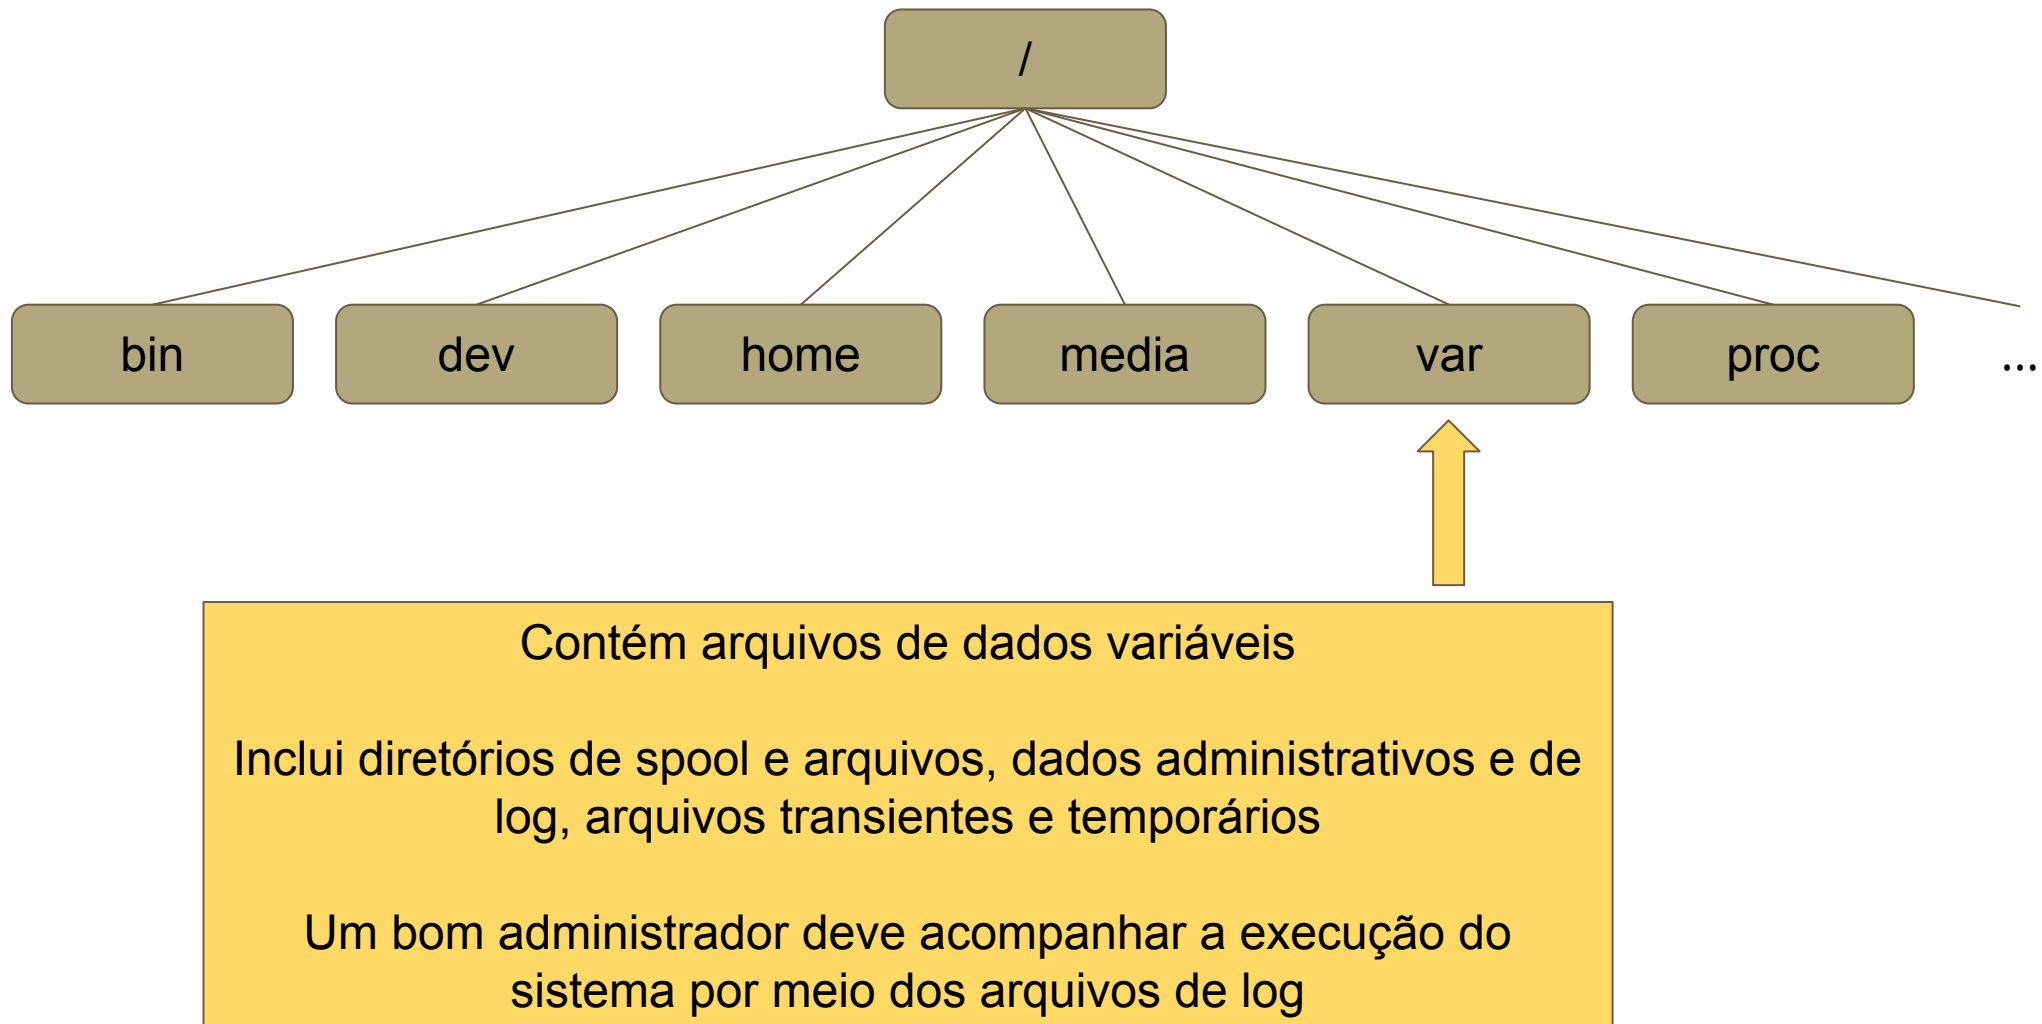 /
bin
dev
home
media
var
proc
...
Contém arquivos de dados variáveis
Inclui diretórios de spool e arquivos, dados administrativos e de
log, arquivos transientes e temporários
Um bom administrador deve acompanhar a execução do
sistema por meio dos arquivos de log